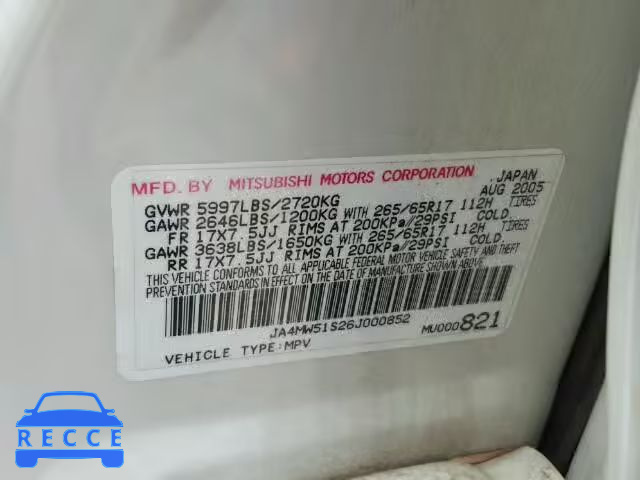 MFD. BY MITSUBISHI MOTORS CORPORATION JAPAN
GVWR 5997LBS/2720KG AUG 2005
GAWR 2646LBS/1200KG WITH 265/65R17 112H TIRES
FR 17X7.5JJ RIMS AT 200KPa/29PSI COLD.
GAWR 3638LBS/1650KG WITH 265/65R17 112H TIRES
RR 17X7.5JJ RIMS AT 200KPa/29PSI COLD.
THIS VEHICLE CONFORMS TO ALL APPLICABLE FEDERAL MOTOR VEHICLE SAFETY AND THEFT
PREVENTION STANDARDS IN EFFECT ON THE DATE OF MANUFACTURE SHOWN ABOVE.
JA4MW51S26J000852 MU000821
VEHICLE TYPE:MPV
RECCE